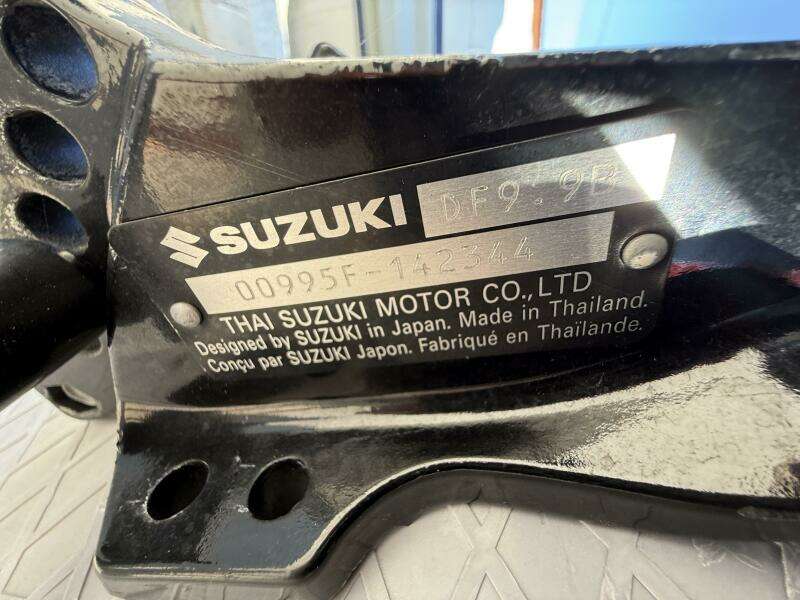 SUZUKI DF9.9B
00995F-142344
THAI SUZUKI MOTOR CO.,LTD
Designed by SUZUKI in Japan. Made in Thailand.
Conçu par SUZUKI Japon. Fabriqué en Thaïlande.